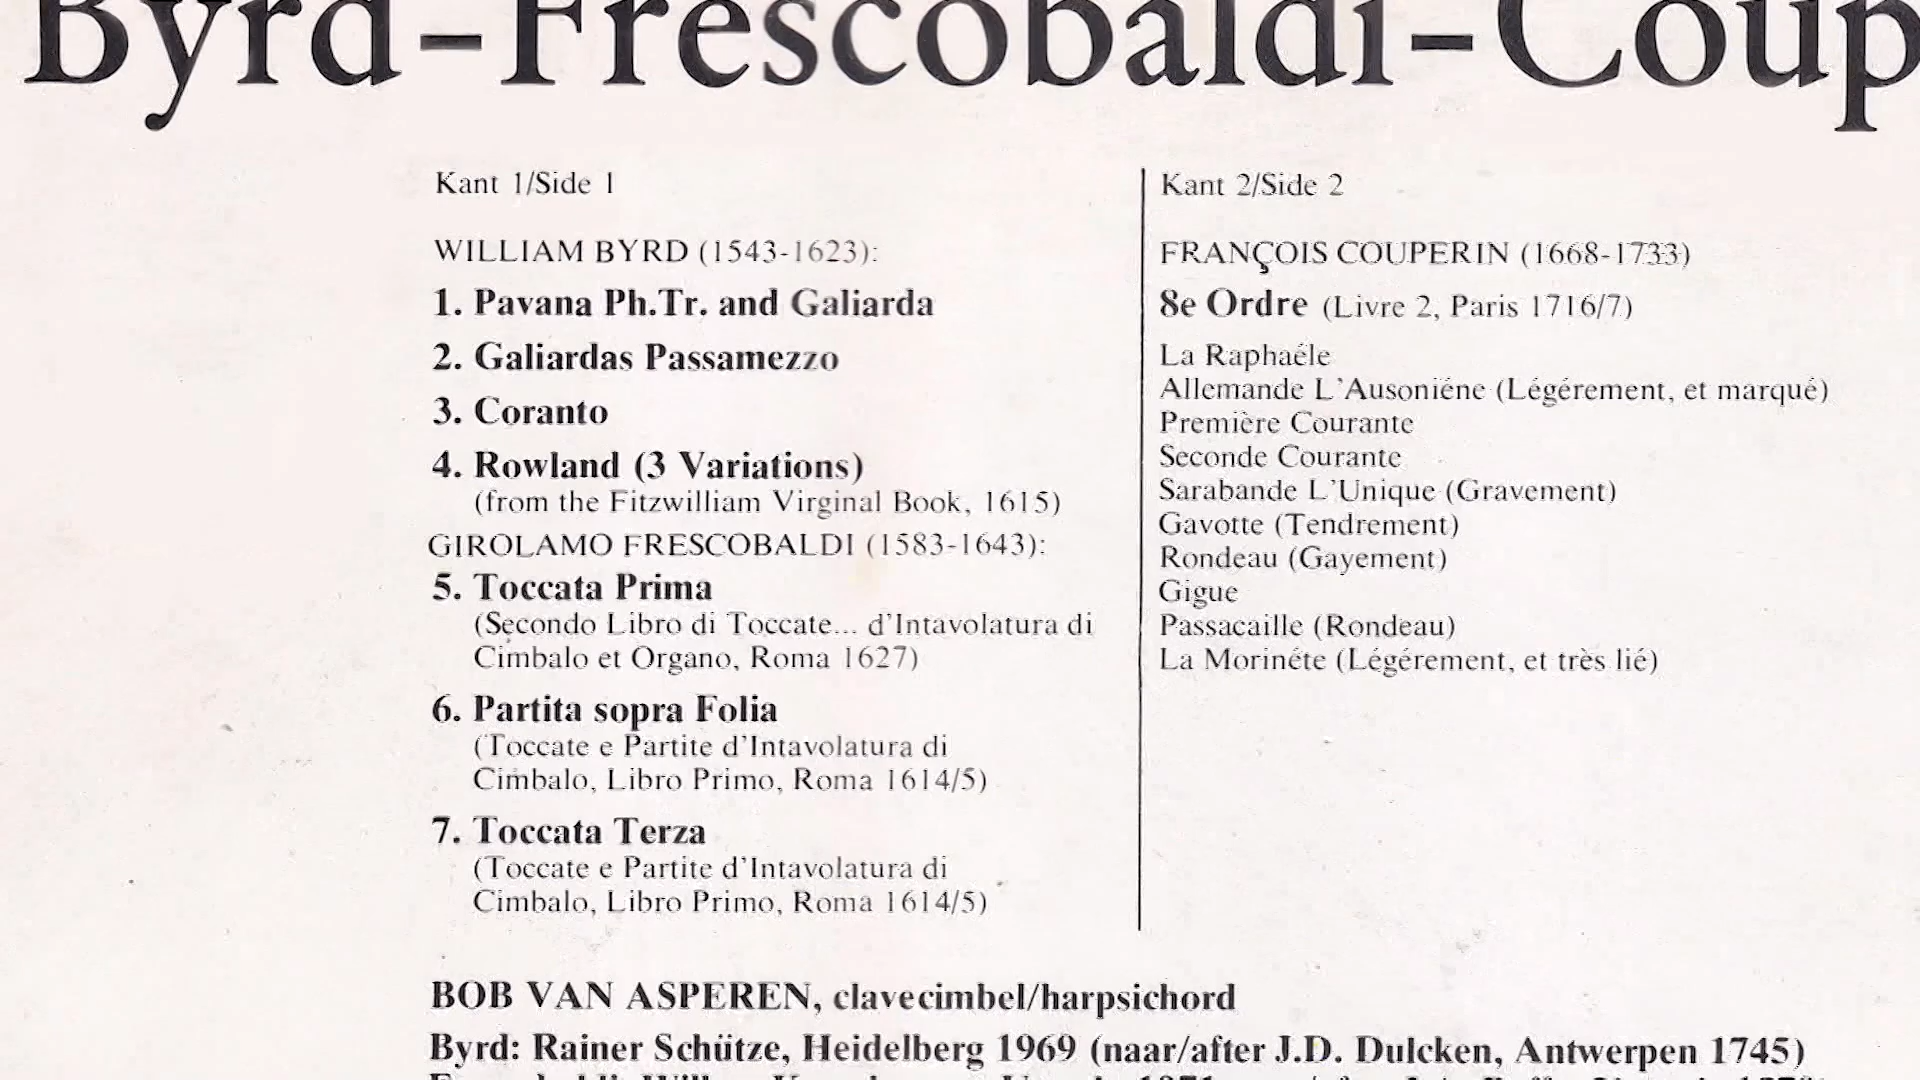 Byrd-Frescobaldi-Coup
Kant 1/Side 1
WILLIAM BYRD (1543-1623):
1. Pavana Ph.Tr. and Galiarda
2. Galiardas Passamezzo
3. Coranto
4. Rowland (3 Variations)
(from the Fitzwilliam Virginal Book, 1615)
GIROLAMO FRESCOBALDI (1583-1643):
5. Toccata Prima
(Secondo Libro di Toccate... d'Intavolatura di
Cimbalo et Organo, Roma 1627)
6. Partita sopra Folia
(Toccate e Partite d'Intavolatura di
Cimbalo, Libro Primo, Roma 1614/5)
7. Toccata Terza
(Toccate e Partite d'Intavolatura di
Cimbalo, Libro Primo, Roma 1614/5)
Kant 2/Side 2
FRANÇOIS COUPERIN (1668-1733)
8e Ordre (Livre 2, Paris 1716/7)
La Raphaéle
Allemande L'Ausoniéne (Légérement, et marqué)
Première Courante
Seconde Courante
Sarabande L'Unique (Gravement)
Gavotte (Tendrement)
Rondeau (Gayement)
Gigue
Passacaille (Rondeau)
La Morinéte (Légérement, et très lié)
BOB VAN ASPEREN, clavecimbel/harpsichord
Byrd: Rainer Schütze, Heidelberg 1969 (naar/after J.D. Dulcken, Antwerpen 1745)